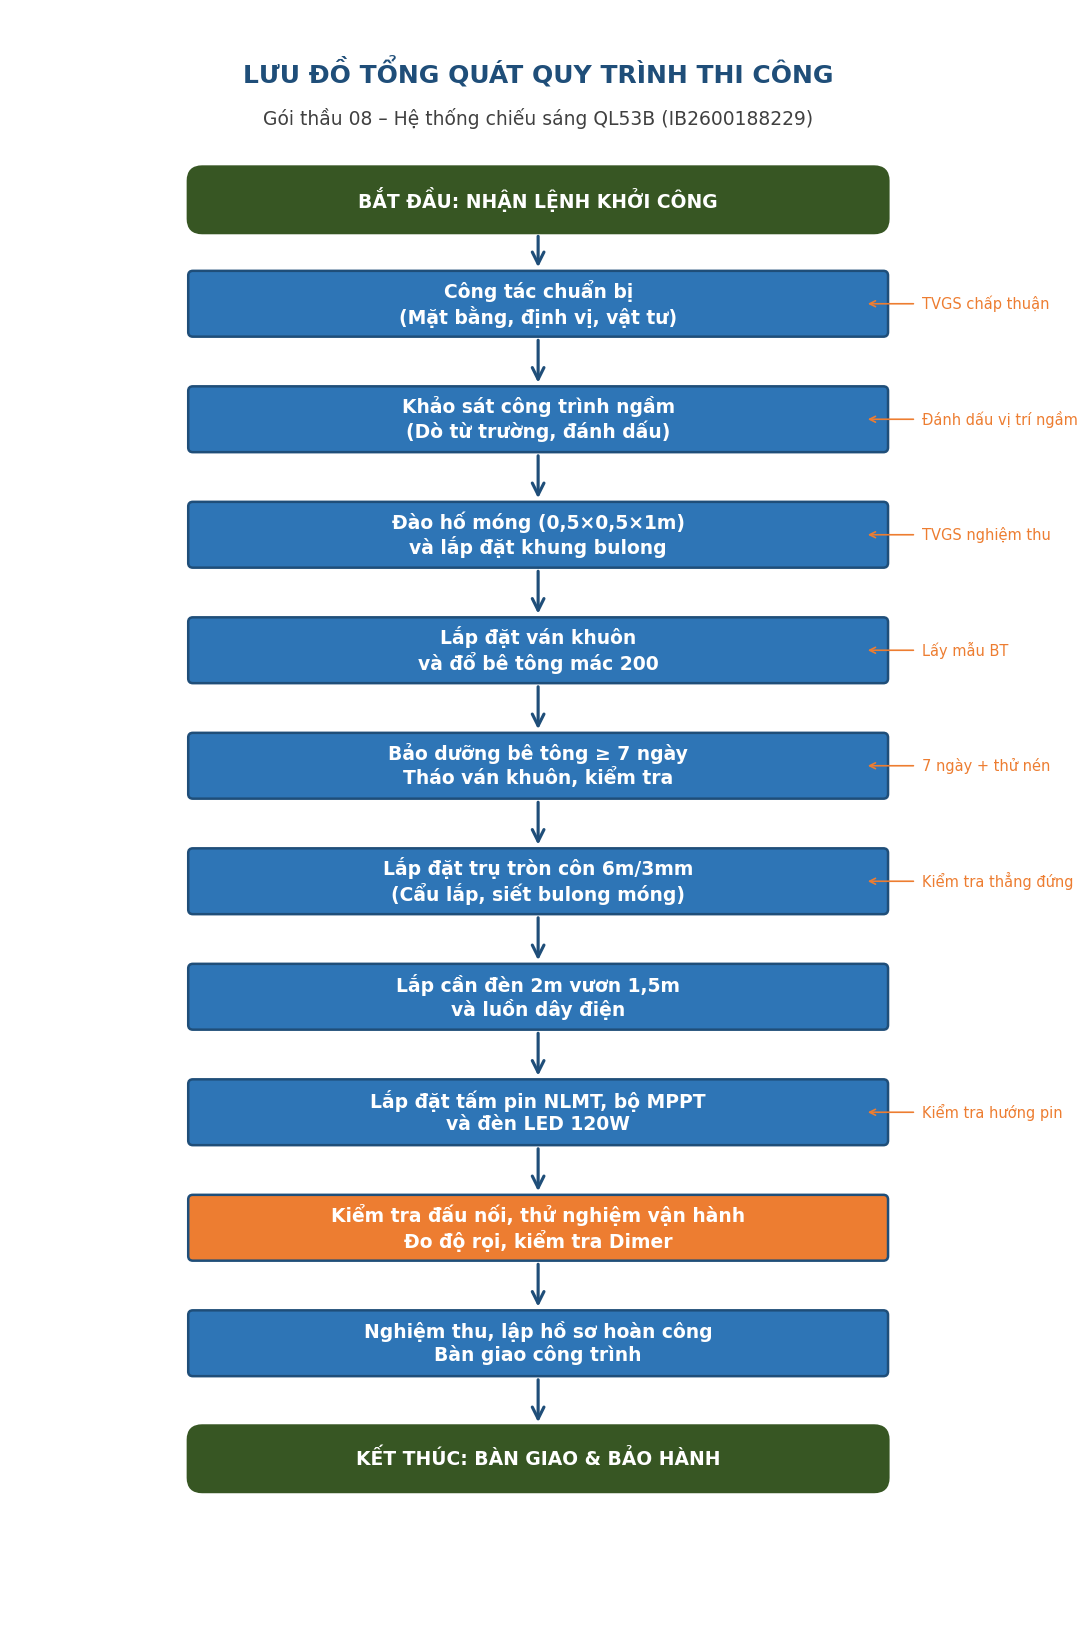 LƯU ĐỒ TỔNG QUÁT QUY TRÌNH THI CÔNG
Gói thầu 08 – Hệ thống chiếu sáng QL53B (IB2600188229)
BẮT ĐẦU: NHẬN LỆNH KHỞI CÔNG
Công tác chuẩn bị
(Mặt bằng, định vị, vật tư)
TVGS chấp thuận
Khảo sát công trình ngầm
(Dò từ trường, đánh dấu)
Đánh dấu vị trí ngầm
Đào hố móng (0,5×0,5×1m)
và lắp đặt khung bulong
TVGS nghiệm thu
Lắp đặt ván khuôn
và đổ bê tông mác 200
Lấy mẫu BT
Bảo dưỡng bê tông ≥ 7 ngày
Tháo ván khuôn, kiểm tra
7 ngày + thử nén
Lắp đặt trụ tròn côn 6m/3mm
(Cẩu lắp, siết bulong móng)
Kiểm tra thẳng đứng
Lắp cần đèn 2m vươn 1,5m
và luồn dây điện
Lắp đặt tấm pin NLMT, bộ MPPT
và đèn LED 120W
Kiểm tra hướng pin
Kiểm tra đấu nối, thử nghiệm vận hành
Đo độ rọi, kiểm tra Dimer
Nghiệm thu, lập hồ sơ hoàn công
Bàn giao công trình
KẾT THÚC: BÀN GIAO & BẢO HÀNH